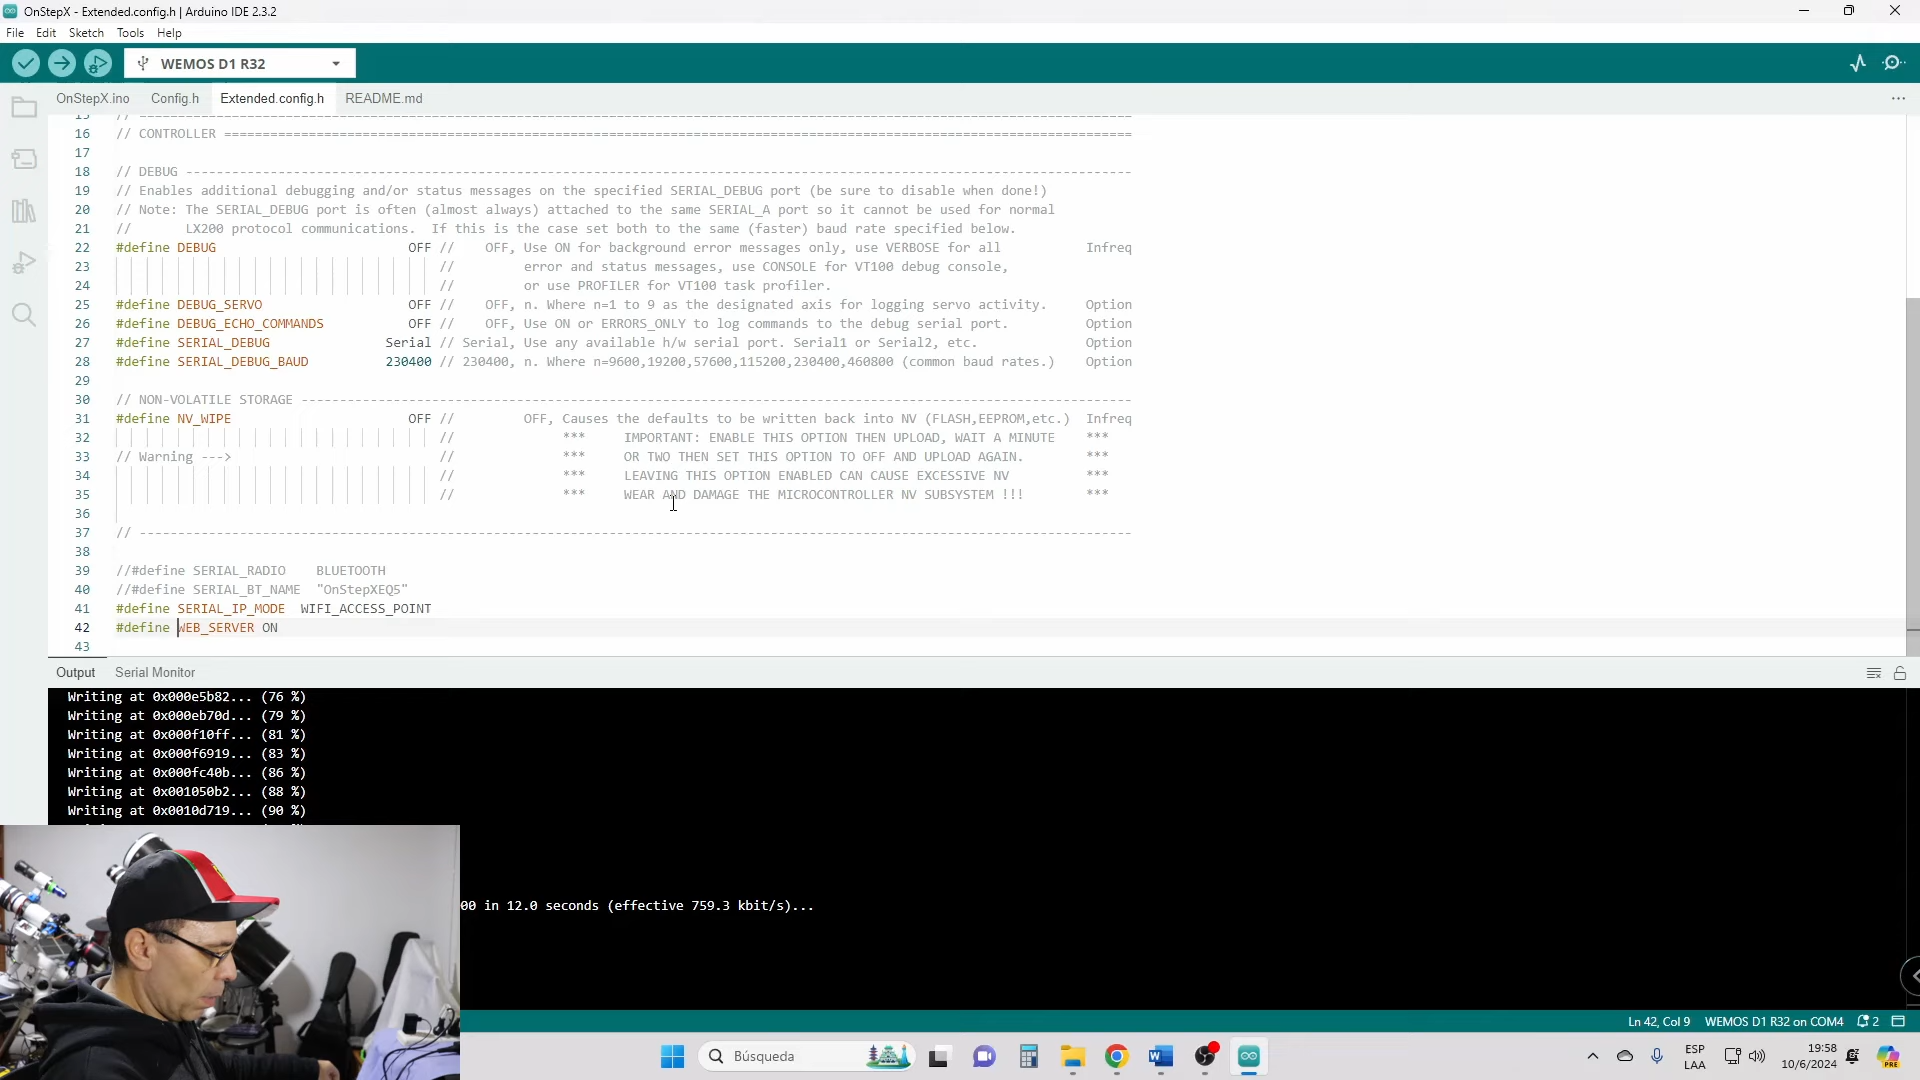 OnStepX - Extended.config.h | Arduino IDE 2.3.2
File Edit Sketch Tools Help
WEMOS D1 R32
OnStepX.ino Config.h Extended.config.h README.md
15 // ----------------------------------------------------------------------------------------------------------------------------------
16 // CONTROLLER ======================================================================================================================
17
18 // DEBUG ---------------------------------------------------------------------------------------------------------------------------
19 // Enables additional debugging and/or status messages on the specified SERIAL_DEBUG port (be sure to disable when done!)
20 // Note: The SERIAL_DEBUG port is often (almost always) attached to the same SERIAL_A port so it cannot be used for normal
21 // LX200 protocol communications. If this is the case set both to the same (faster) baud rate specified below.
22 #define DEBUG OFF // OFF, Use ON for background error messages only, use VERBOSE for all Infreq
23 // error and status messages, use CONSOLE for VT100 debug console,
24 // or use PROFILER for VT100 task profiler.
25 #define DEBUG_SERVO OFF // OFF, n. Where n=1 to 9 as the designated axis for logging servo activity. Option
26 #define DEBUG_ECHO_COMMANDS OFF // OFF, Use ON or ERRORS_ONLY to log commands to the debug serial port. Option
27 #define SERIAL_DEBUG Serial // Serial, Use any available h/w serial port. Serial1 or Serial2, etc. Option
28 #define SERIAL_DEBUG_BAUD 230400 // 230400, n. Where n=9600,19200,57600,115200,230400,460800 (common baud rates.) Option
29
30 // NON-VOLATILE STORAGE ------------------------------------------------------------------------------------------------------------
31 #define NV_WIPE OFF // OFF, Causes the defaults to be written back into NV (FLASH,EEPROM,etc.) Infreq
32 // *** IMPORTANT: ENABLE THIS OPTION THEN UPLOAD, WAIT A MINUTE ***
33 // Warning ---> // *** OR TWO THEN SET THIS OPTION TO OFF AND UPLOAD AGAIN. ***
34 // *** LEAVING THIS OPTION ENABLED CAN CAUSE EXCESSIVE NV ***
35 // *** WEAR AND DAMAGE THE MICROCONTROLLER NV SUBSYSTEM !!! ***
36
37 // ---------------------------------------------------------------------------------------------------------------------------------
38
39 //#define SERIAL_RADIO BLUETOOTH
40 //#define SERIAL_BT_NAME "OnStepXEQ5"
41 #define SERIAL_IP_MODE WIFI_ACCESS_POINT
42 #define WEB_SERVER ON
43
Output Serial Monitor
Writing at 0x000e5b82... (76 %)
Writing at 0x000eb70d... (79 %)
Writing at 0x000f10ff... (81 %)
Writing at 0x000f6919... (83 %)
Writing at 0x000fc40b... (86 %)
Writing at 0x001050b2... (88 %)
Writing at 0x0010d719... (90 %)
00 in 12.0 seconds (effective 759.3 kbit/s)...
Ln 42, Col 9 WEMOS D1 R32 on COM4 2
Búsqueda
ESP
LAA
19:58
10/6/2024
PRE